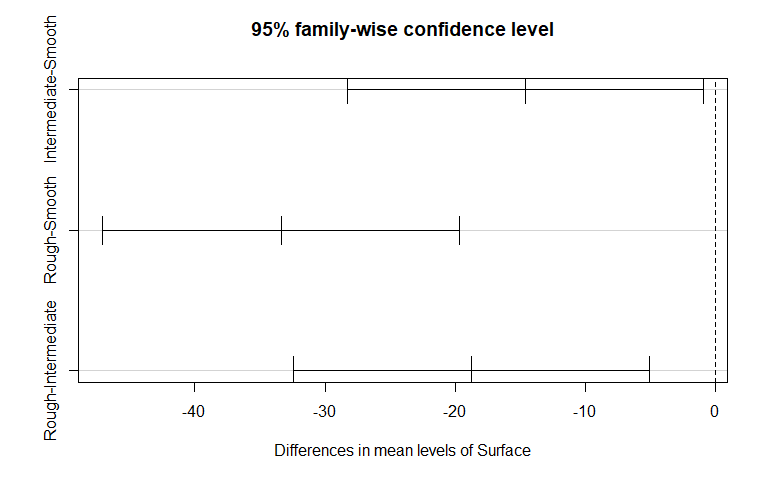 95% family-wise confidence level
Intermediate-Smooth
Rough-Smooth
Rough-Intermediate
-40 -30 -20 -10 0
Differences in mean levels of Surface